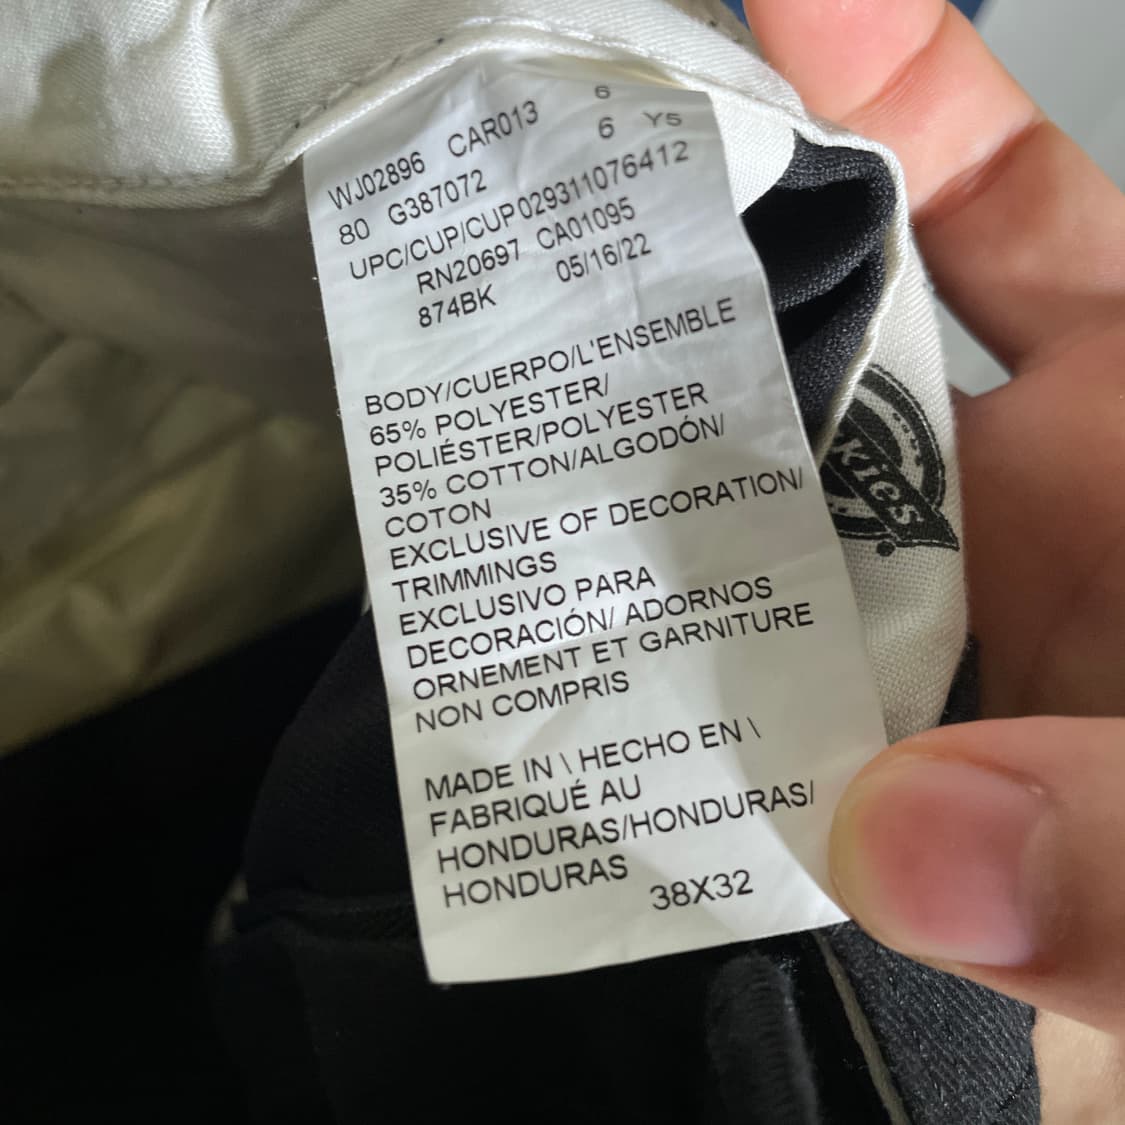 6
WJ02896 CAR013 6 YS
80 G387072
UPC/CUP/CUP029311076412
RN20697 CA01095
874BK 05/16/22
BODY/CUERPO/L'ENSEMBLE
65% POLYESTER/
POLIÉSTER/POLYESTER
35% COTTON/ALGODÓN/
COTON
EXCLUSIVE OF DECORATION/
TRIMMINGS
EXCLUSIVO PARA
DECORACIÓN/ ADORNOS
ORNEMENT ET GARNITURE
NON COMPRIS
MADE IN \ HECHO EN \
FABRIQUÉ AU
HONDURAS/HONDURAS/
HONDURAS
38X32
kies